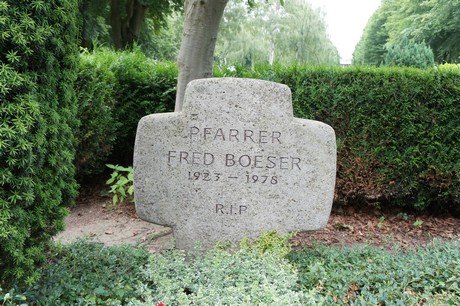 PFARRER
FRED BOESER
1923 - 1978
R.I.P.